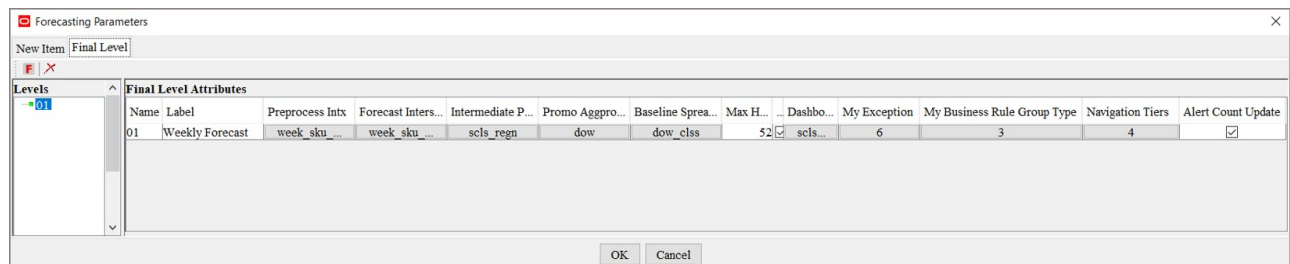 Forecasting Parameters
New Item Final Level
F
Levels Final Level Attributes
01
Name Label Preprocess Intx Forecast Inters... Intermediate P... Promo Aggpro... Baseline Sprea... Max H... ... Dashbo... My Exception My Business Rule Group Type Navigation Tiers Alert Count Update
01 Weekly Forecast week_sku_... week_sku_... scls_regn dow dow_clss 52 scls... 6 3 4
OK Cancel